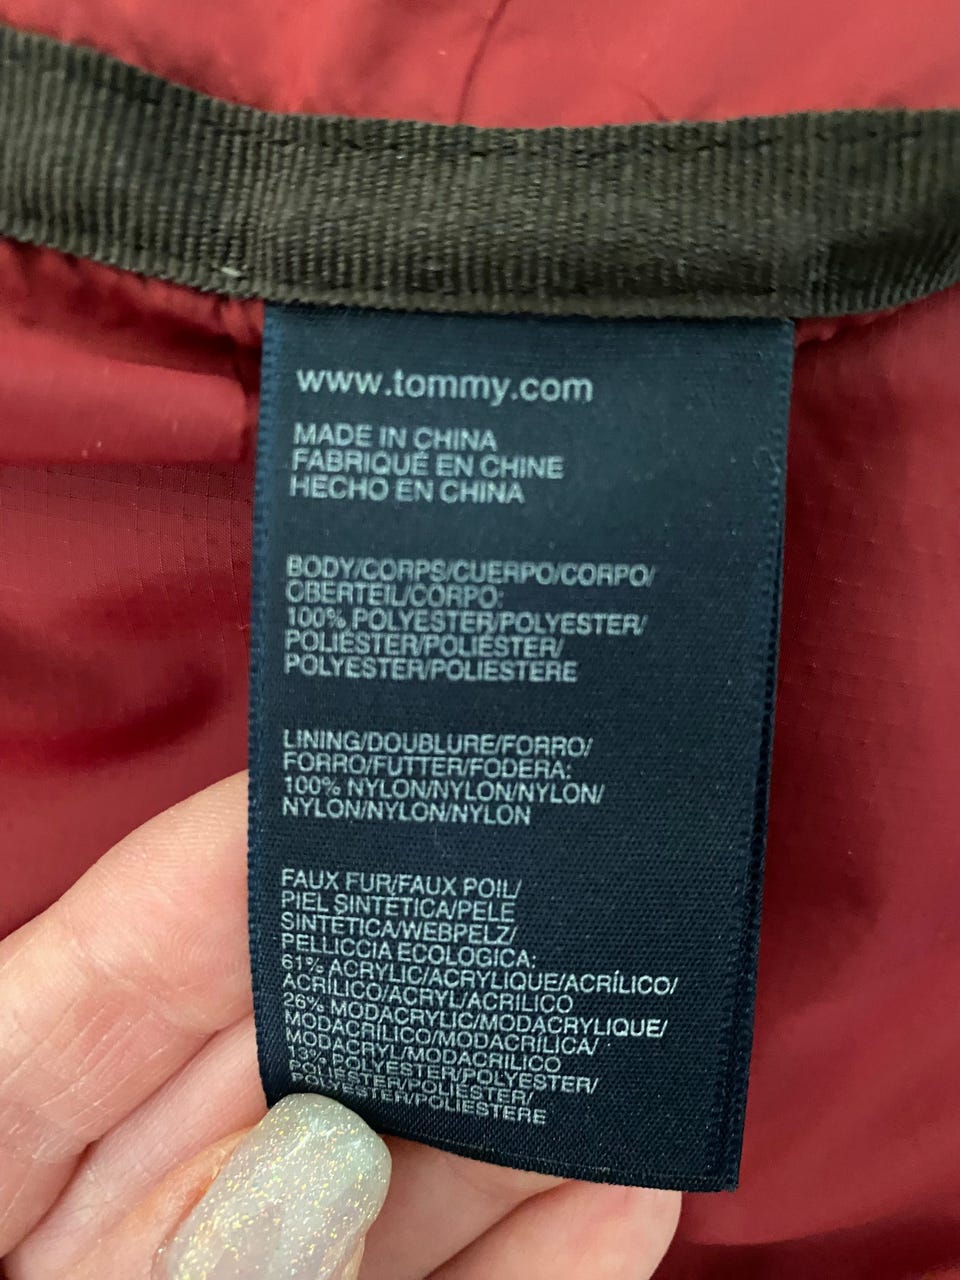 www.tommy.com
MADE IN CHINA
FABRIQUÉ EN CHINE
HECHO EN CHINA
BODY/CORPS/CUERPO/CORPO/
OBERTEIL/CORPO:
100% POLYESTER/POLYESTER/
POLIÉSTER/POLIÉSTER/
POLYESTER/POLIESTERE
LINING/DOUBLURE/FORRO/
FORRO/FUTTER/FODERA:
100% NYLON/NYLON/NYLON/
NYLON/NYLON/NYLON
FAUX FUR/FAUX POIL/
PIEL SINTÉTICA/PELE
SINTÉTICA/WEBPELZ/
PELLICCIA ECOLOGICA:
61% ACRYLIC/ACRYLIQUE/ACRÍLICO/
ACRÍLICO/ACRYL/ACRILICO
26% MODACRYLIC/MODACRYLIQUE/
MODACRÍLICO/MODACRÍLICA/
MODACRYL/MODACRILICO
13% POLYESTER/POLYESTER/
POLIÉSTER/POLIÉSTER/
POLYESTER/POLIESTERE